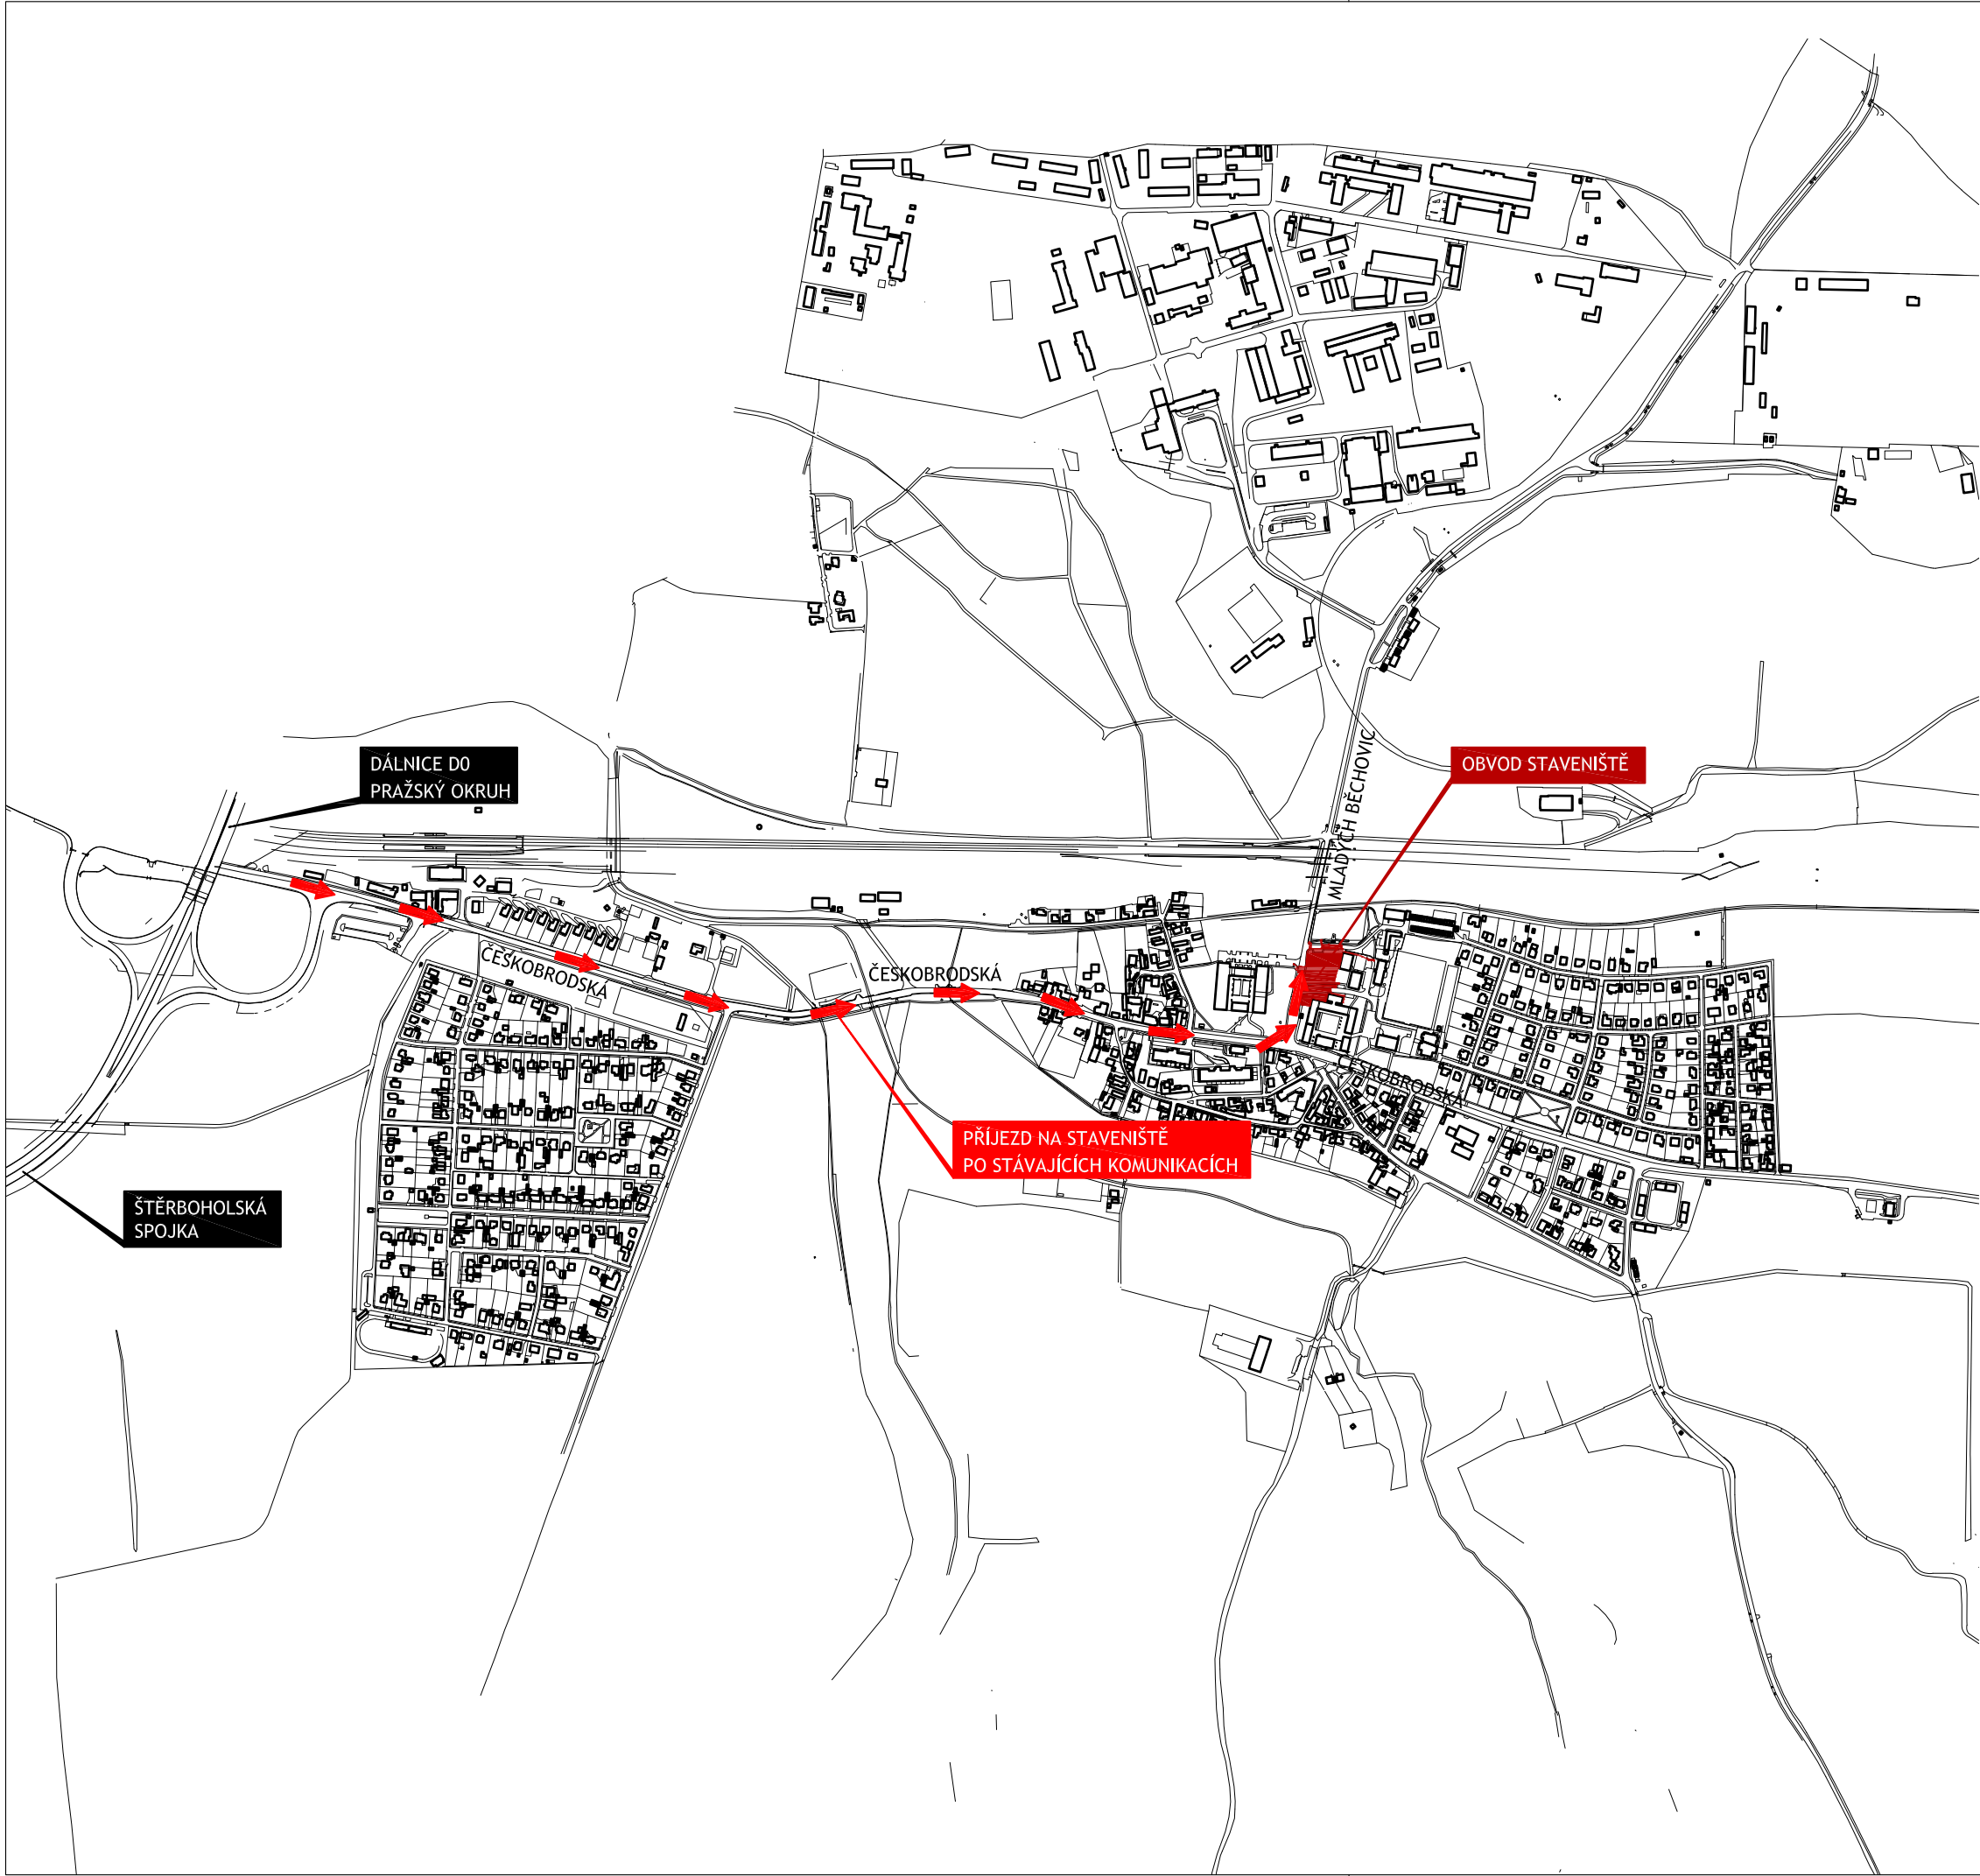 DÁLNICE D0
PRAŽSKÝ OKRUH
OBVOD STAVENIŠTĚ
MLADÝCH BĚCHOVIC
ČESKOBRODSKÁ
ČESKOBRODSKÁ
ČESKOBRODSKÁ
PŘÍJEZD NA STAVENIŠTĚ
PO STÁVAJÍCÍCH KOMUNIKACÍCH
ŠTĚRBOHOLSKÁ
SPOJKA